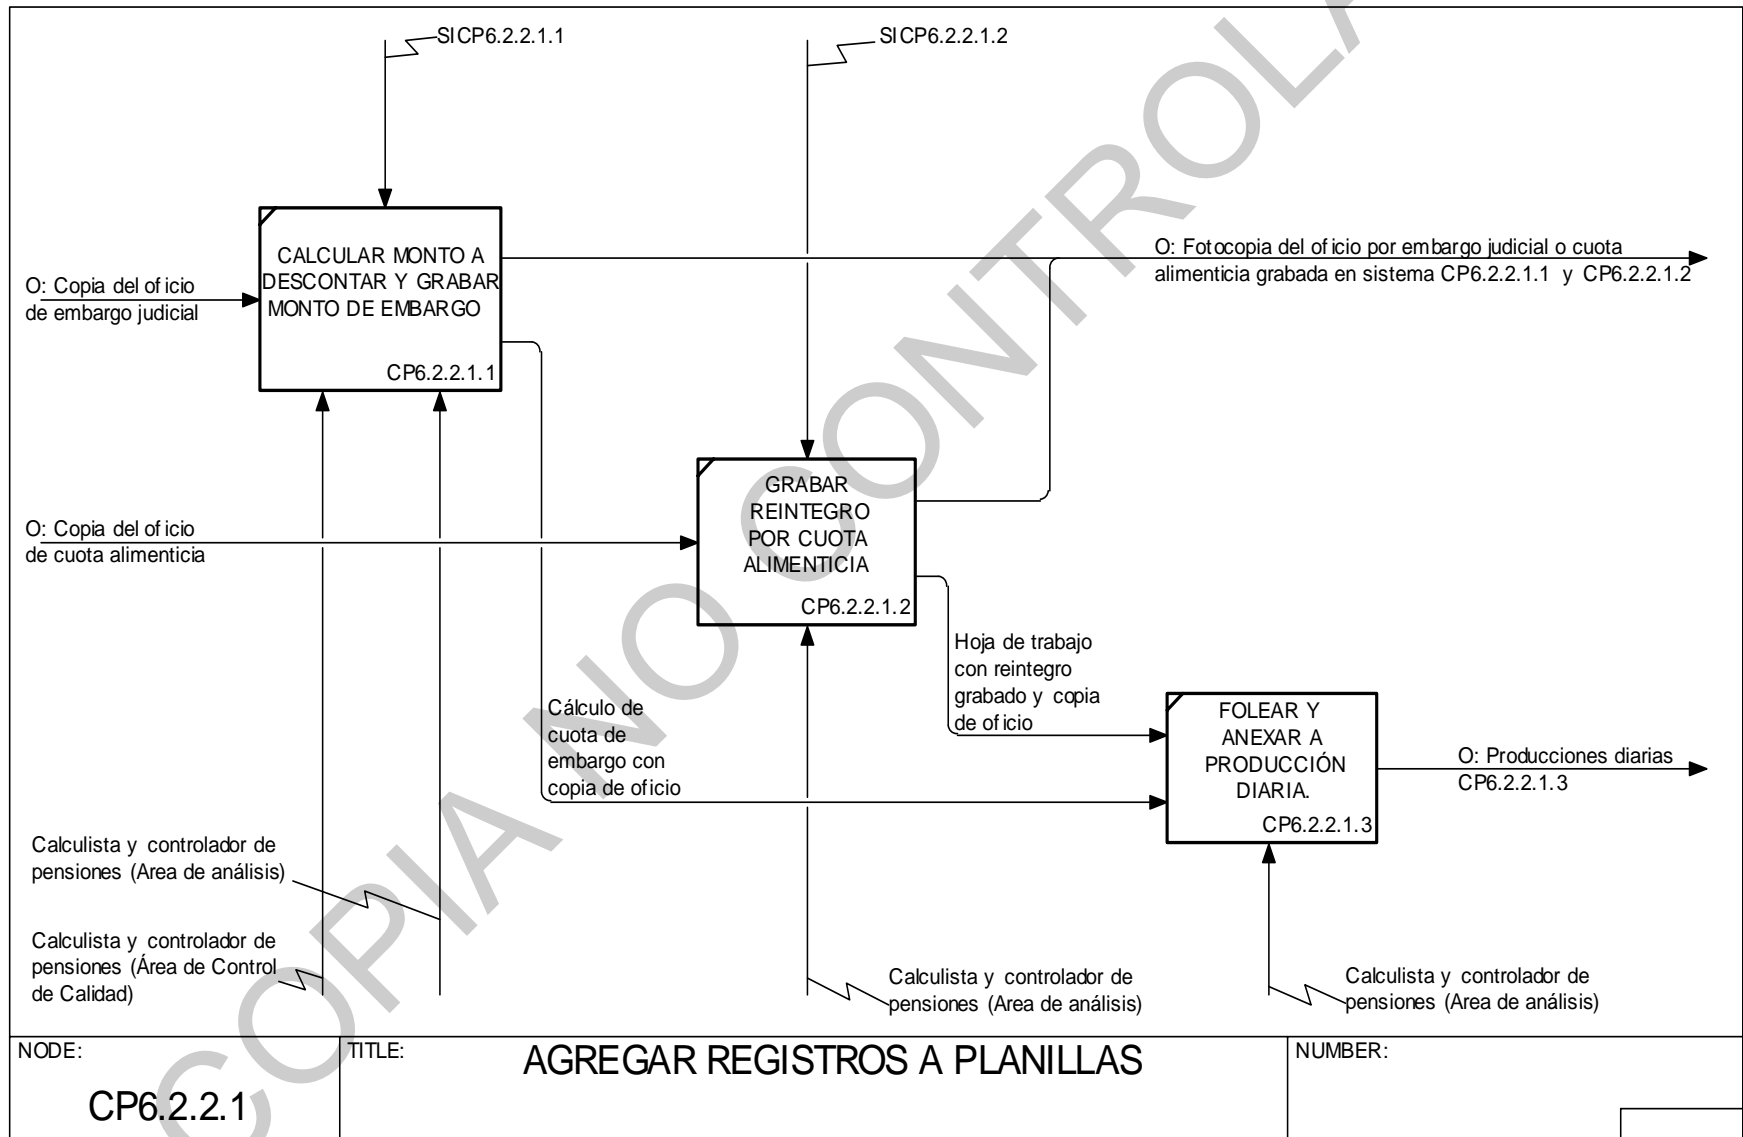 SICP6.2.2.1.1
SICP6.2.2.1.2
CALCULAR MONTO A
DESCONTAR Y GRABAR
MONTO DE EMBARGO
CP6.2.2.1.1
O: Copia del oficio
de embargo judicial
O: Fotocopia del oficio por embargo judicial o cuota
alimenticia grabada en sistema CP6.2.2.1.1 y CP6.2.2.1.2
GRABAR
REINTEGRO
POR CUOTA
ALIMENTICIA
CP6.2.2.1.2
O: Copia del oficio
de cuota alimenticia
Hoja de trabajo
con reintegro
grabado y copia
de oficio
Cálculo de
cuota de
embargo con
copia de oficio
FOLEAR Y
ANEXAR A
PRODUCCIÓN
DIARIA.
CP6.2.2.1.3
O: Producciones diarias
CP6.2.2.1.3
Calculista y controlador de
pensiones (Area de análisis)
Calculista y controlador de
pensiones (Área de Control
de Calidad)
Calculista y controlador de
pensiones (Area de análisis)
Calculista y controlador de
pensiones (Area de análisis)
COPIA NO CONTROLA
NODE:
CP6.2.2.1
TITLE:
AGREGAR REGISTROS A PLANILLAS
NUMBER: